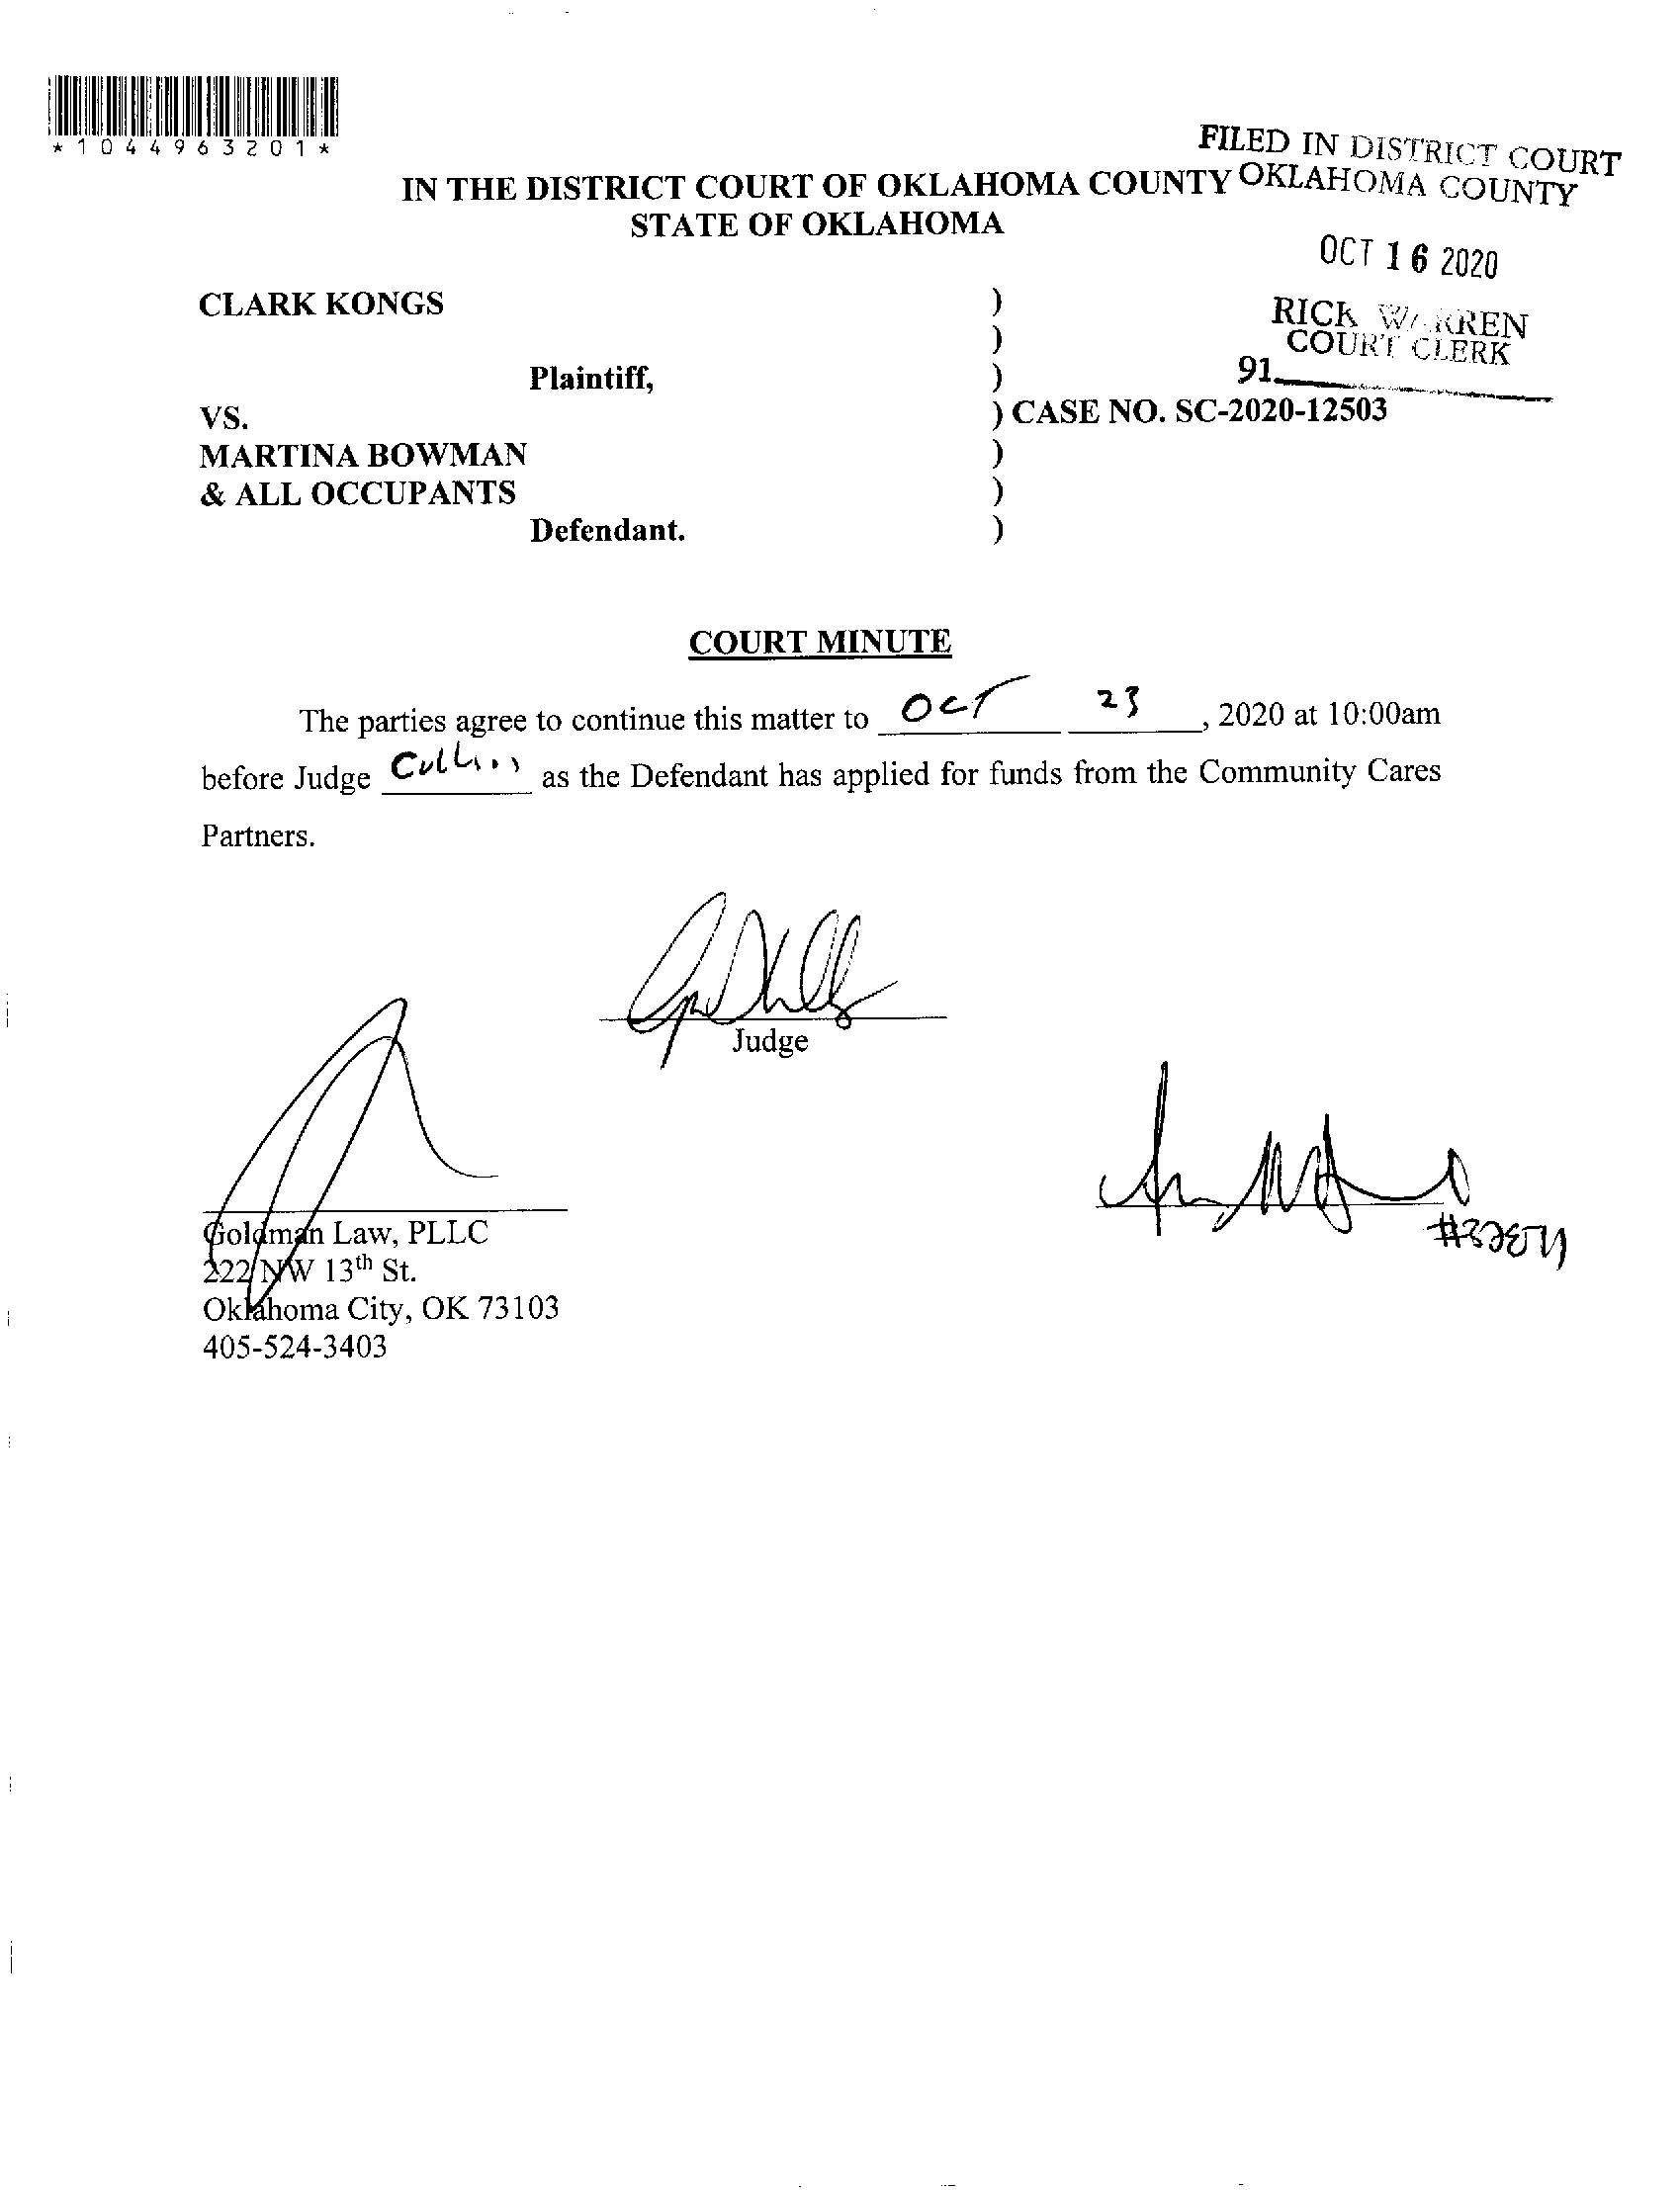 *1044963201*
FILED IN DISTRICT COURT
OKLAHOMA COUNTY
IN THE DISTRICT COURT OF OKLAHOMA COUNTY
STATE OF OKLAHOMA
OCT 16 2020
RICK WARREN
COURT CLERK
91
CLARK KONGS )
)
Plaintiff, )
VS. ) CASE NO. SC-2020-12503
MARTINA BOWMAN )
& ALL OCCUPANTS )
Defendant. )
COURT MINUTE
The parties agree to continue this matter to OCT 23, 2020 at 10:00am
before Judge Cullins as the Defendant has applied for funds from the Community Cares
Partners.
Judge
Goldman Law, PLLC
222 NW 13th St.
Oklahoma City, OK 73103
405-524-3403